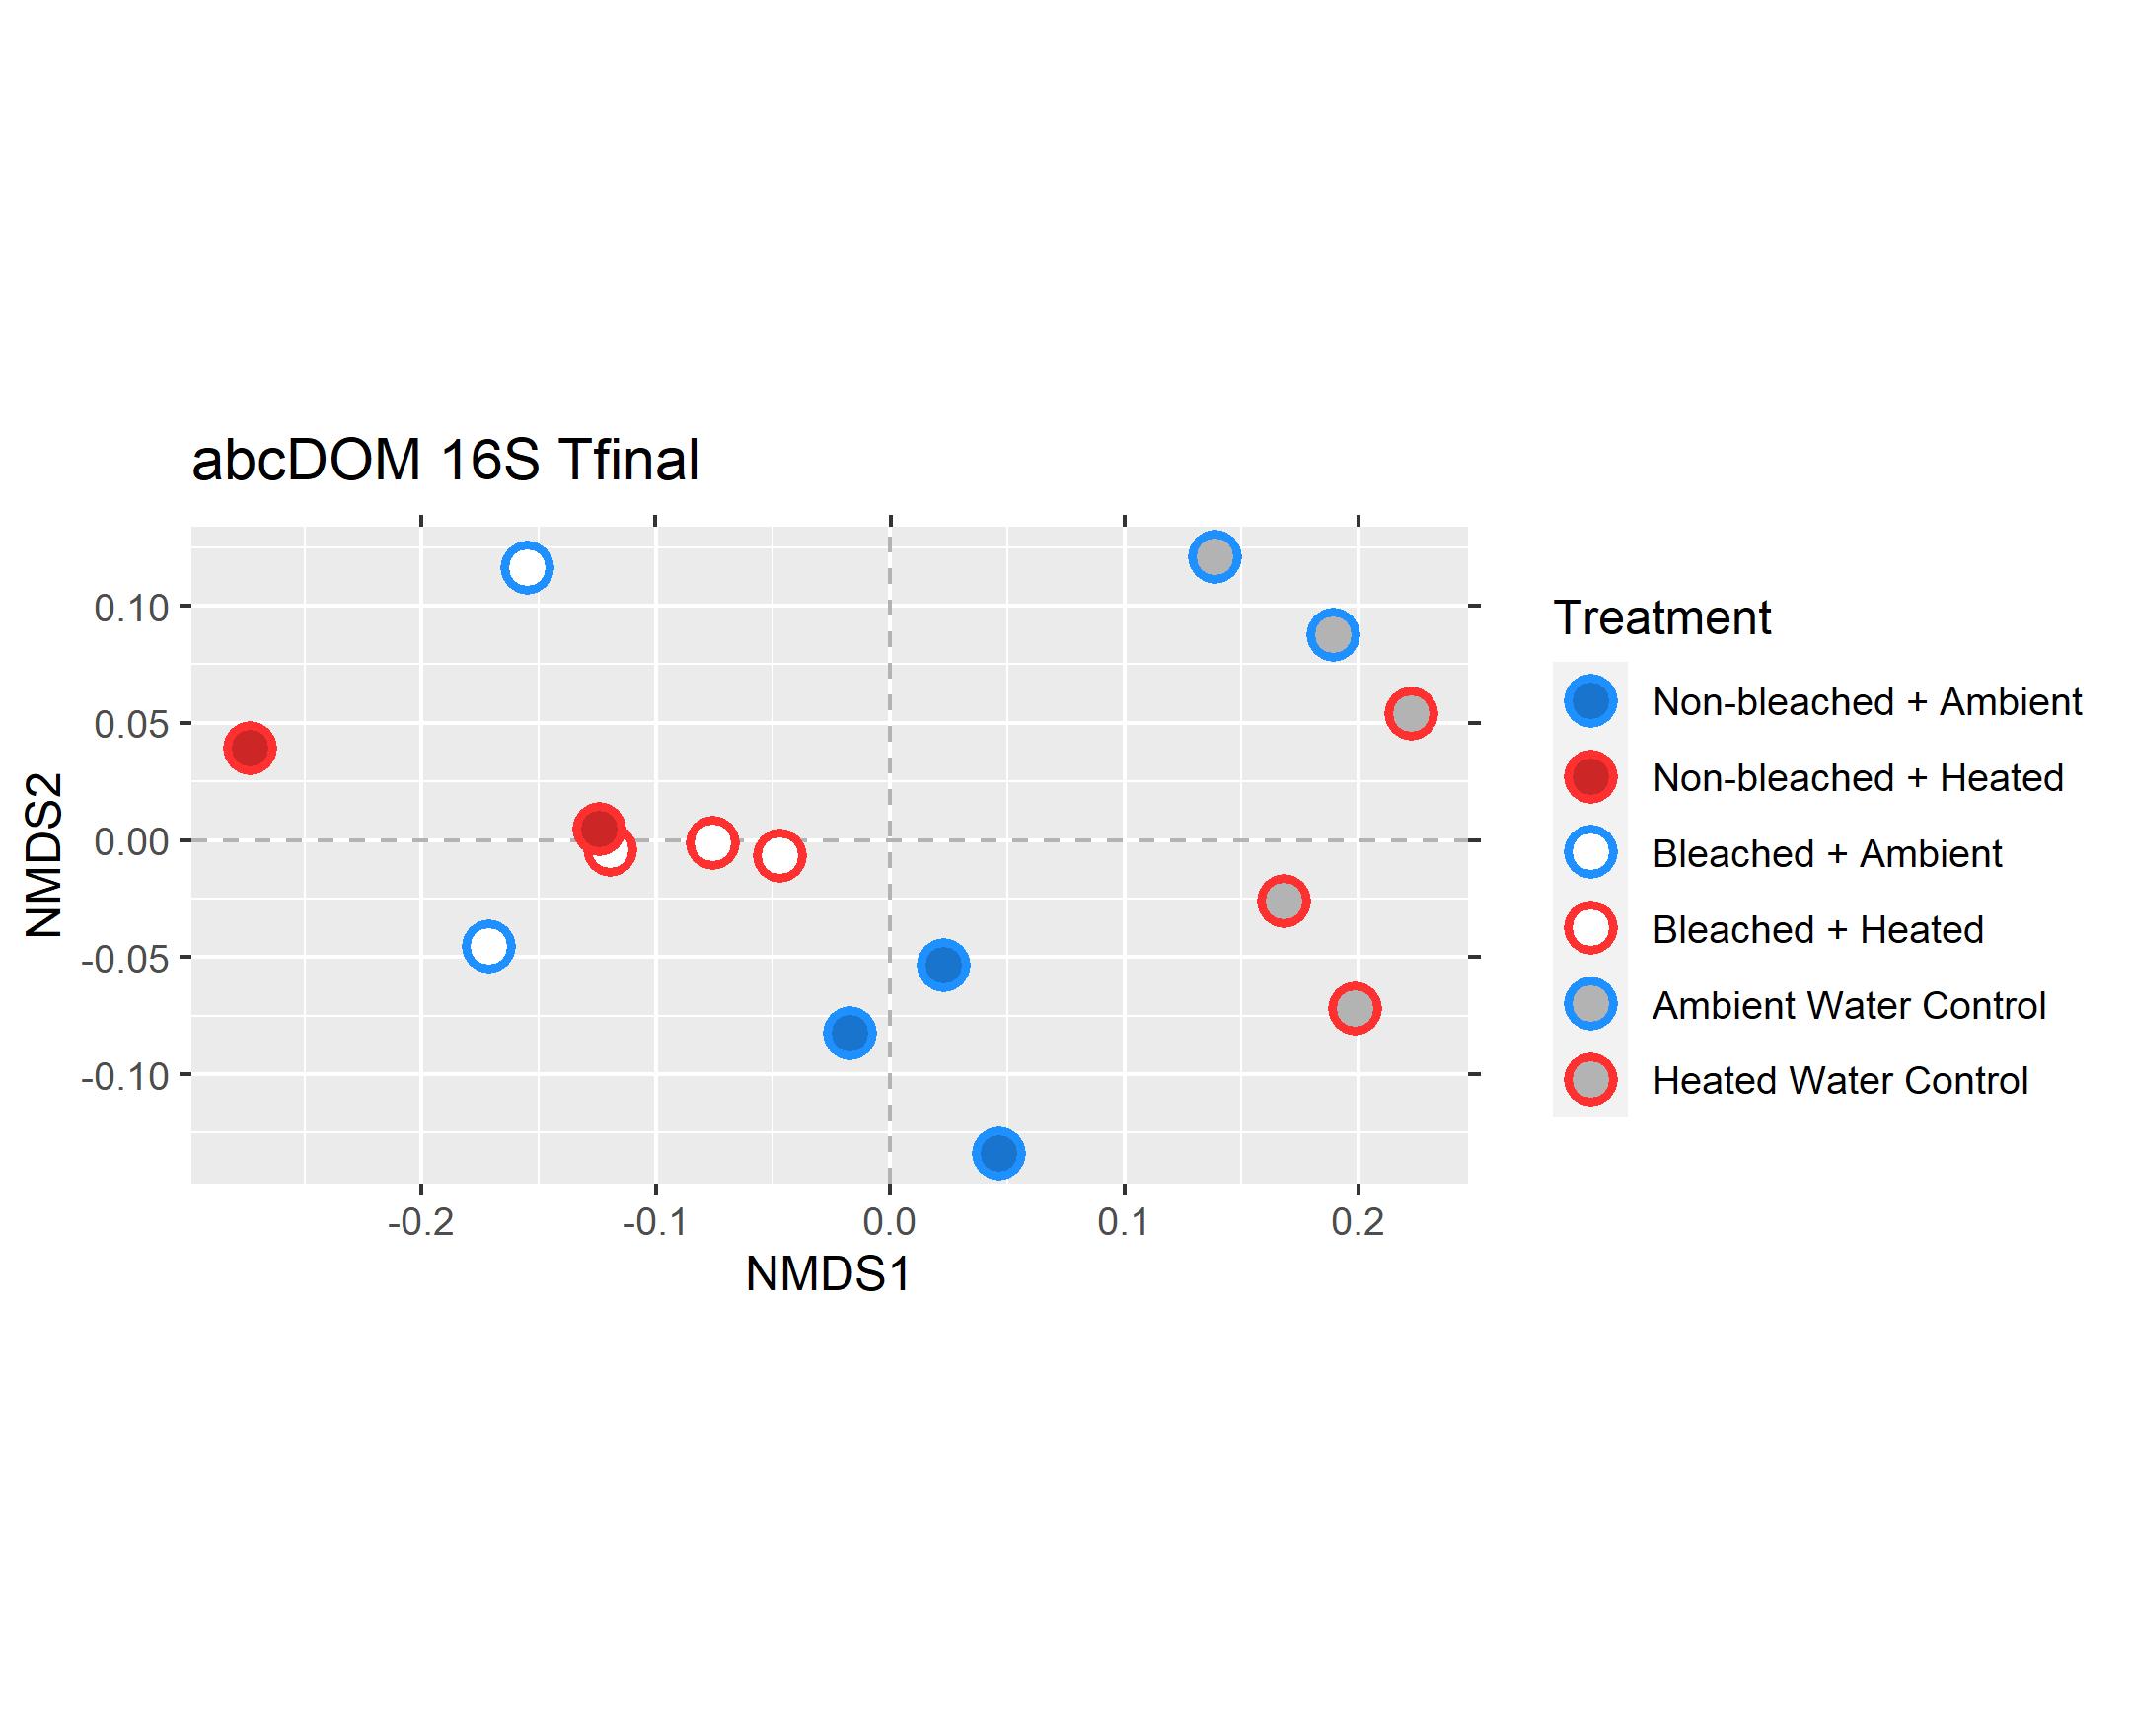 abcDOM 16S Tfinal
0.10
0.05
0.00
-0.05
-0.10
NMDS2
-0.2 -0.1 0.0 0.1 0.2
NMDS1
Treatment
Non-bleached + Ambient
Non-bleached + Heated
Bleached + Ambient
Bleached + Heated
Ambient Water Control
Heated Water Control